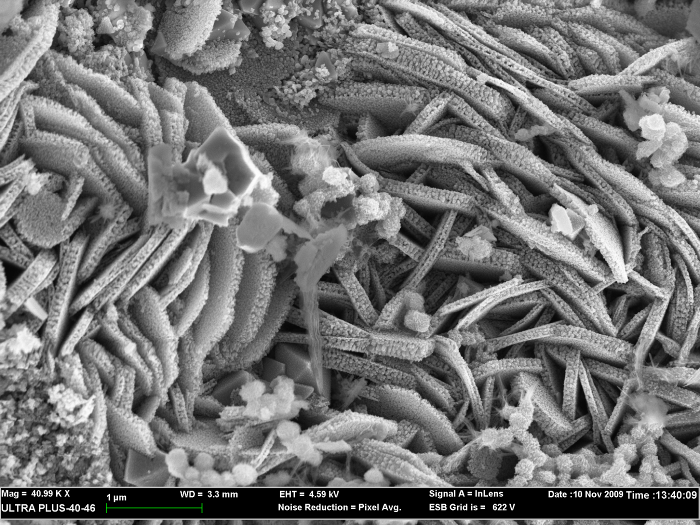 Mag = 40.99 K X 1 µm WD = 3.3 mm EHT = 4.59 kV Signal A = InLens Date :10 Nov 2009 Time :13:40:09
ULTRA PLUS-40-46 Noise Reduction = Pixel Avg. ESB Grid is = 622 V